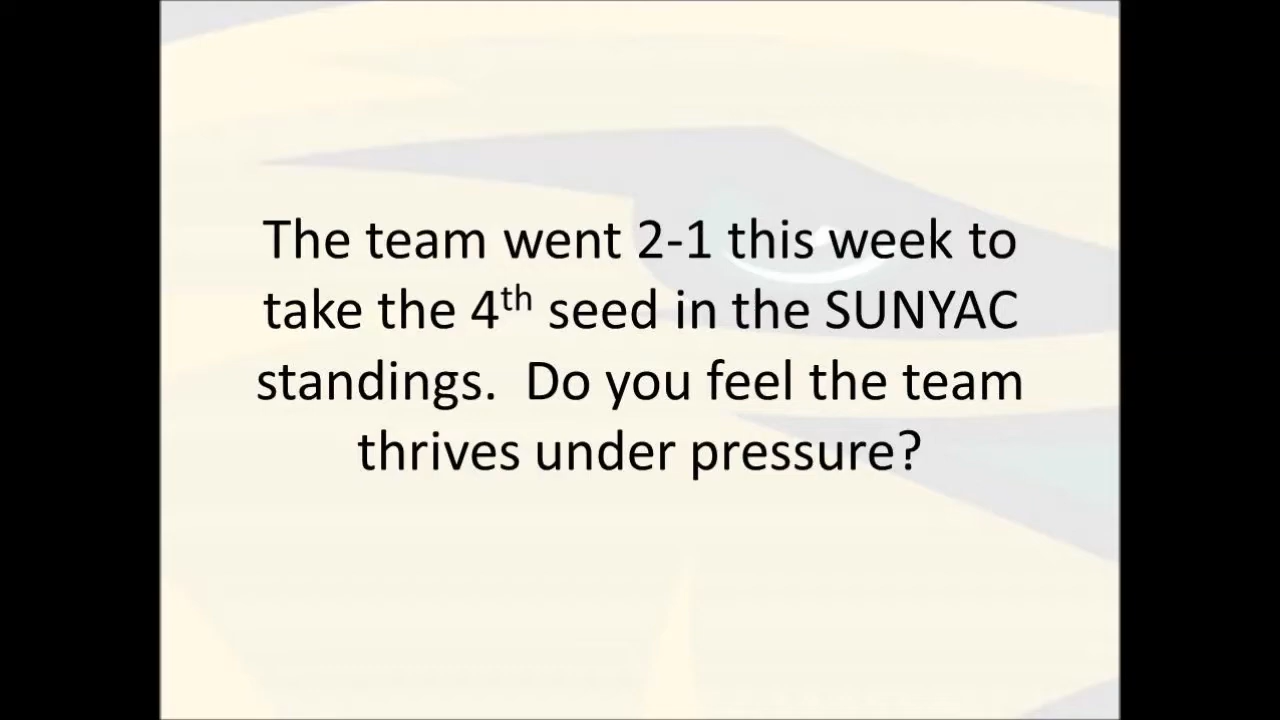 The team went 2-1 this week to
take the 4th seed in the SUNYAC
standings.  Do you feel the team
thrives under pressure?